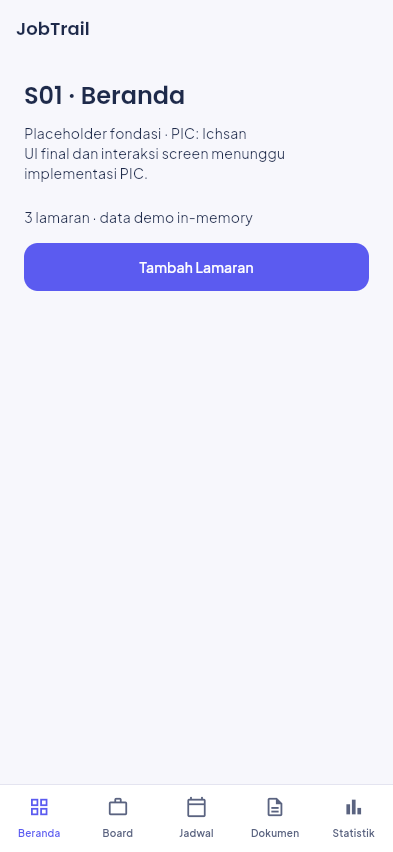 JobTrail
S01 · Beranda
Placeholder fondasi · PIC: Ichsan
UI final dan interaksi screen menunggu
implementasi PIC.
3 lamaran · data demo in-memory
Tambah Lamaran
Beranda
Board
Jadwal
Dokumen
Statistik